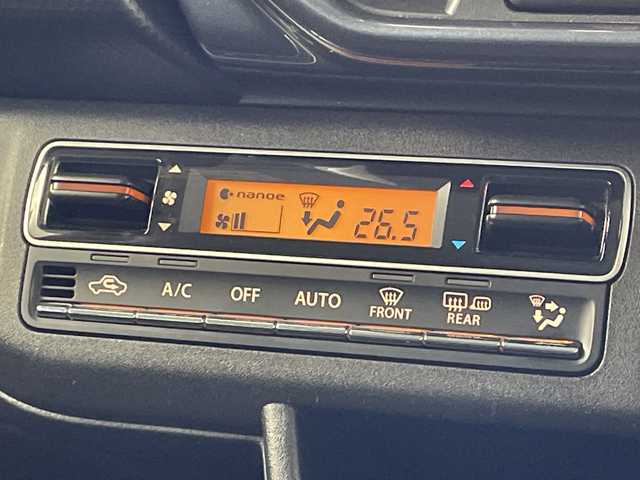 nanoe
26.5
A/C OFF AUTO
FRONT REAR